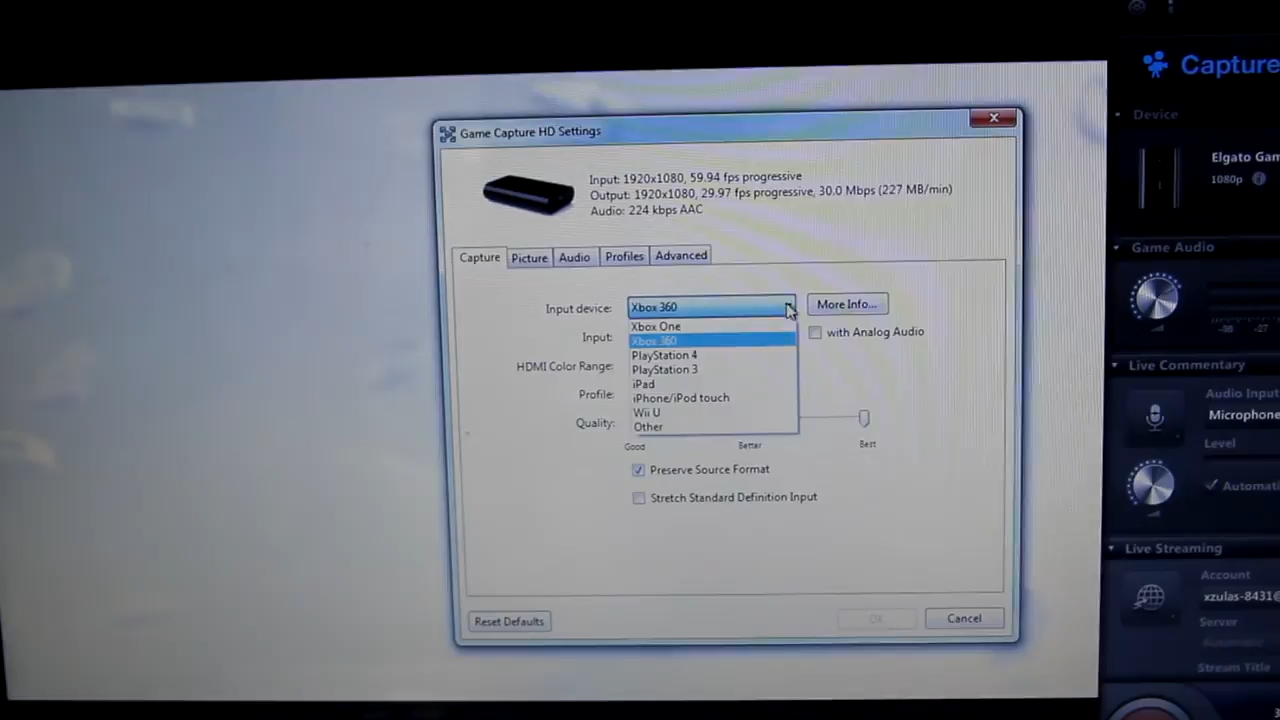 Capture
Device
Elgato Gam
1080p
Game Audio
Live Commentary
Audio Input
Microphone
Level
Automati
Live Streaming
Account
xzulas-8431@
Server
Automatic
Stream Title
Game Capture HD Settings
Input: 1920x1080, 59.94 fps progressive
Output: 1920x1080, 29.97 fps progressive, 30.0 Mbps (227 MB/min)
Audio: 224 kbps AAC
Capture Picture Audio Profiles Advanced
Input device: Xbox 360 More Info...
Xbox One
Input: Xbox 360 with Analog Audio
PlayStation 4
HDMI Color Range: PlayStation 3
iPad
Profile: iPhone/iPod touch
Wii U
Quality: Other
Good Better Best
Preserve Source Format
Stretch Standard Definition Input
Reset Defaults OK Cancel